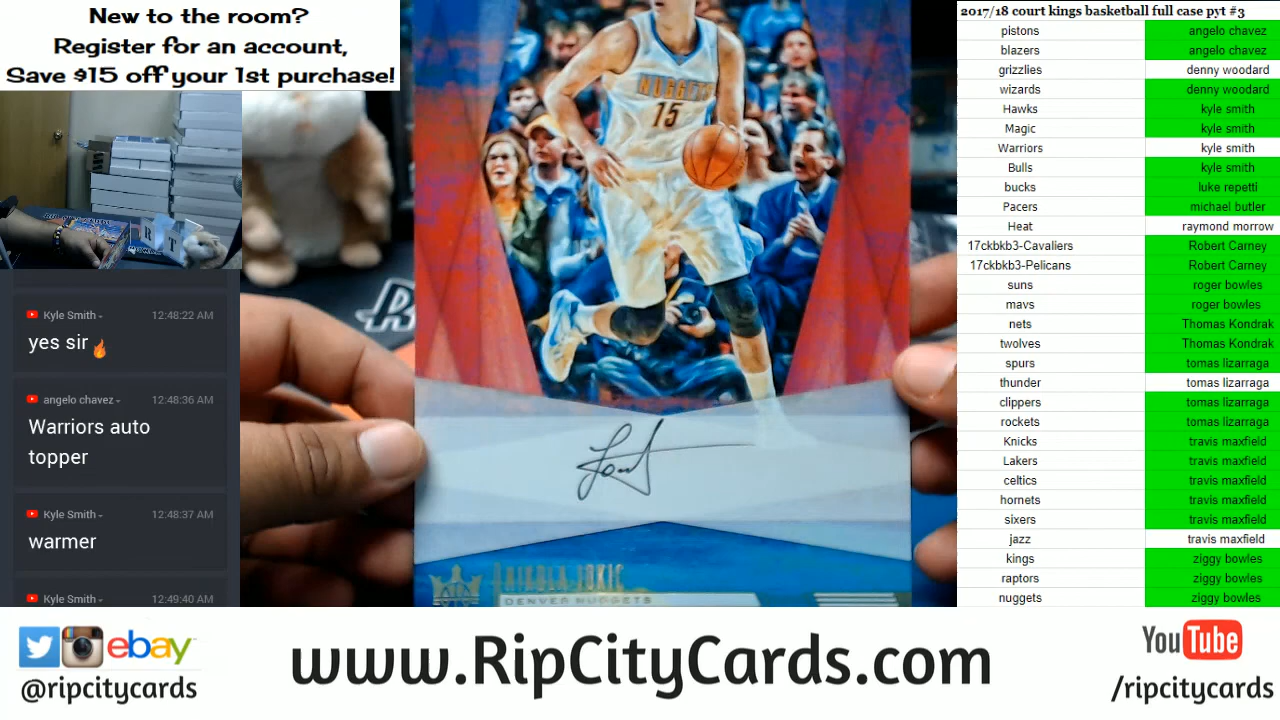 New to the room?
Register for an account,
Save $15 off your 1st purchase!
R T
Kyle Smith 12:48:22 AM
yes sir🔥
angelo chavez 12:48:36 AM
Warriors auto
topper
Kyle Smith 12:48:37 AM
warmer
Kyle Smith 12:49:40 AM
NUGGETS
15
NIKOLA JOKIC
DENVER NUGGETS
2017/18 court kings basketball full case pyt #3
pistons angelo chavez
blazers angelo chavez
grizzlies denny woodard
wizards denny woodard
Hawks kyle smith
Magic kyle smith
Warriors kyle smith
Bulls kyle smith
bucks luke repetti
Pacers michael butler
Heat raymond morrow
17ckbkb3-Cavaliers Robert Carney
17ckbkb3-Pelicans Robert Carney
suns roger bowles
mavs roger bowles
nets Thomas Kondrak
twolves Thomas Kondrak
spurs tomas lizarraga
thunder tomas lizarraga
clippers tomas lizarraga
rockets tomas lizarraga
Knicks travis maxfield
Lakers travis maxfield
celtics travis maxfield
hornets travis maxfield
sixers travis maxfield
jazz travis maxfield
kings ziggy bowles
raptors ziggy bowles
nuggets ziggy bowles
ebay
@ripcitycards
www.RipCityCards.com
YouTube
/ripcitycards